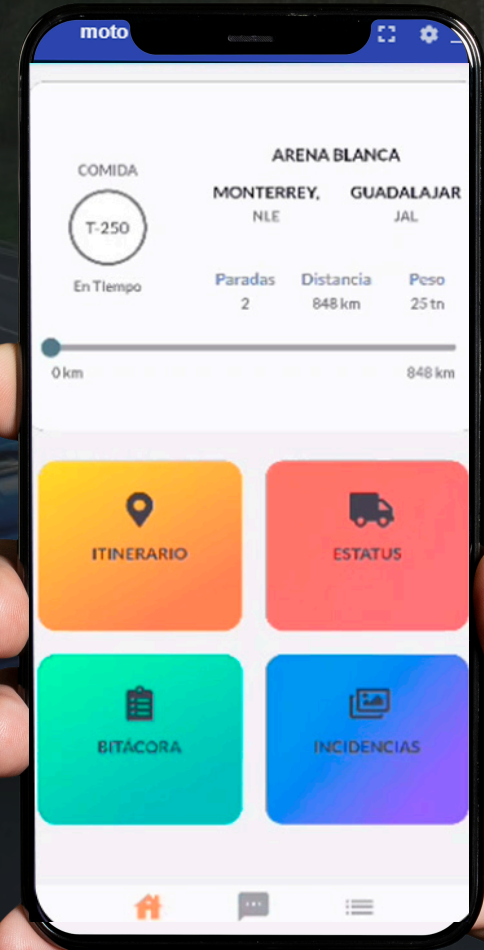 moto
COMIDA
T-250
En Tiempo
ARENA BLANCA
MONTERREY, GUADALAJAR
NLE JAL
Paradas Distancia Peso
2 848 km 25 tn
0 km 848 km
ITINERARIO
ESTATUS
BITÁCORA
INCIDENCIAS